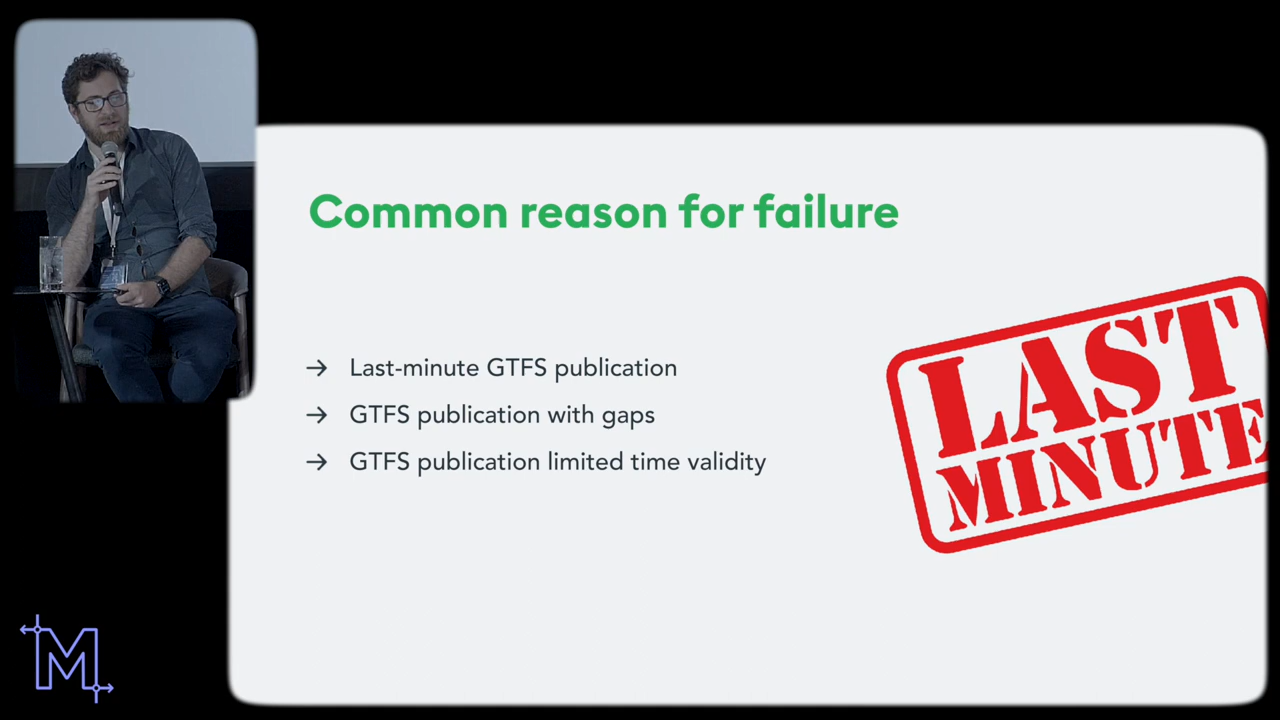 Common reason for failure
→ Last-minute GTFS publication
→ GTFS publication with gaps
→ GTFS publication limited time validity
LAST
MINUTE
M